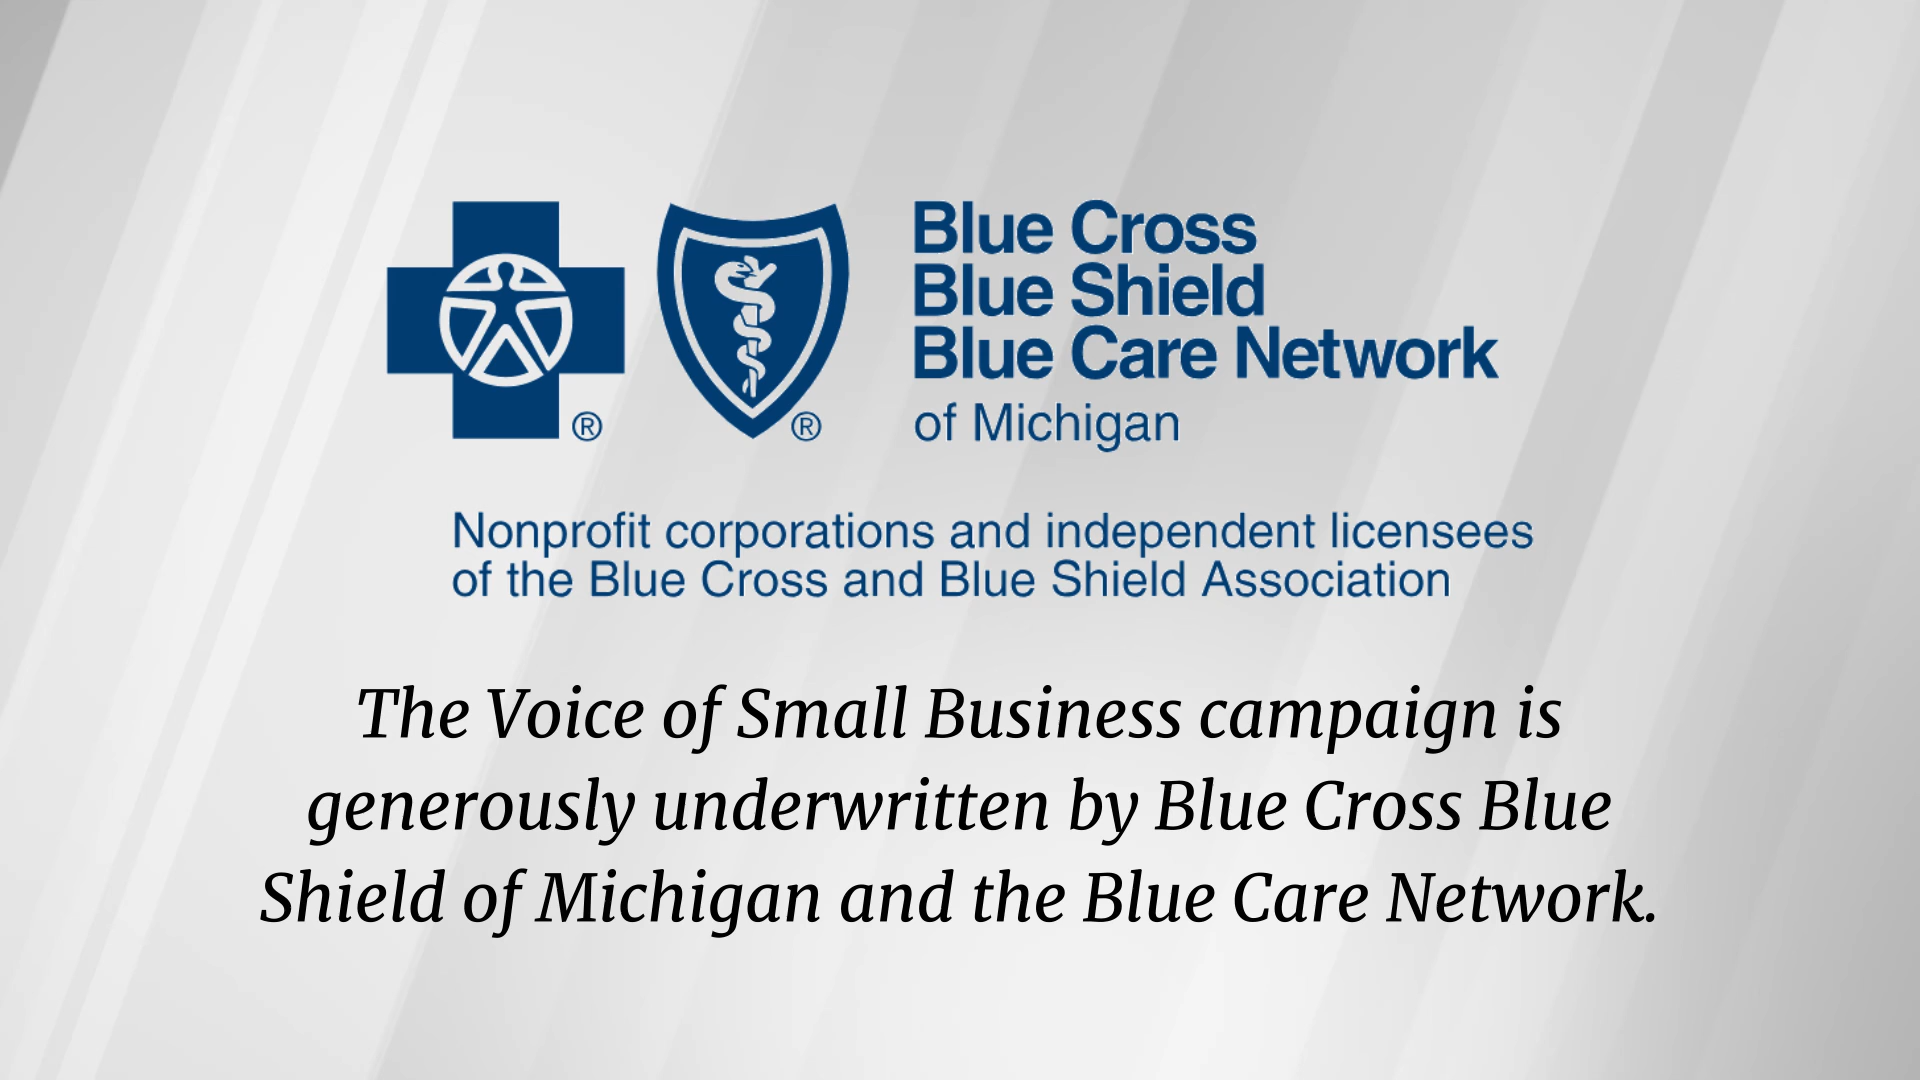 Blue Cross
Blue Shield
Blue Care Network
of Michigan
® ®
Nonprofit corporations and independent licensees
of the Blue Cross and Blue Shield Association
The Voice of Small Business campaign is
generously underwritten by Blue Cross Blue
Shield of Michigan and the Blue Care Network.